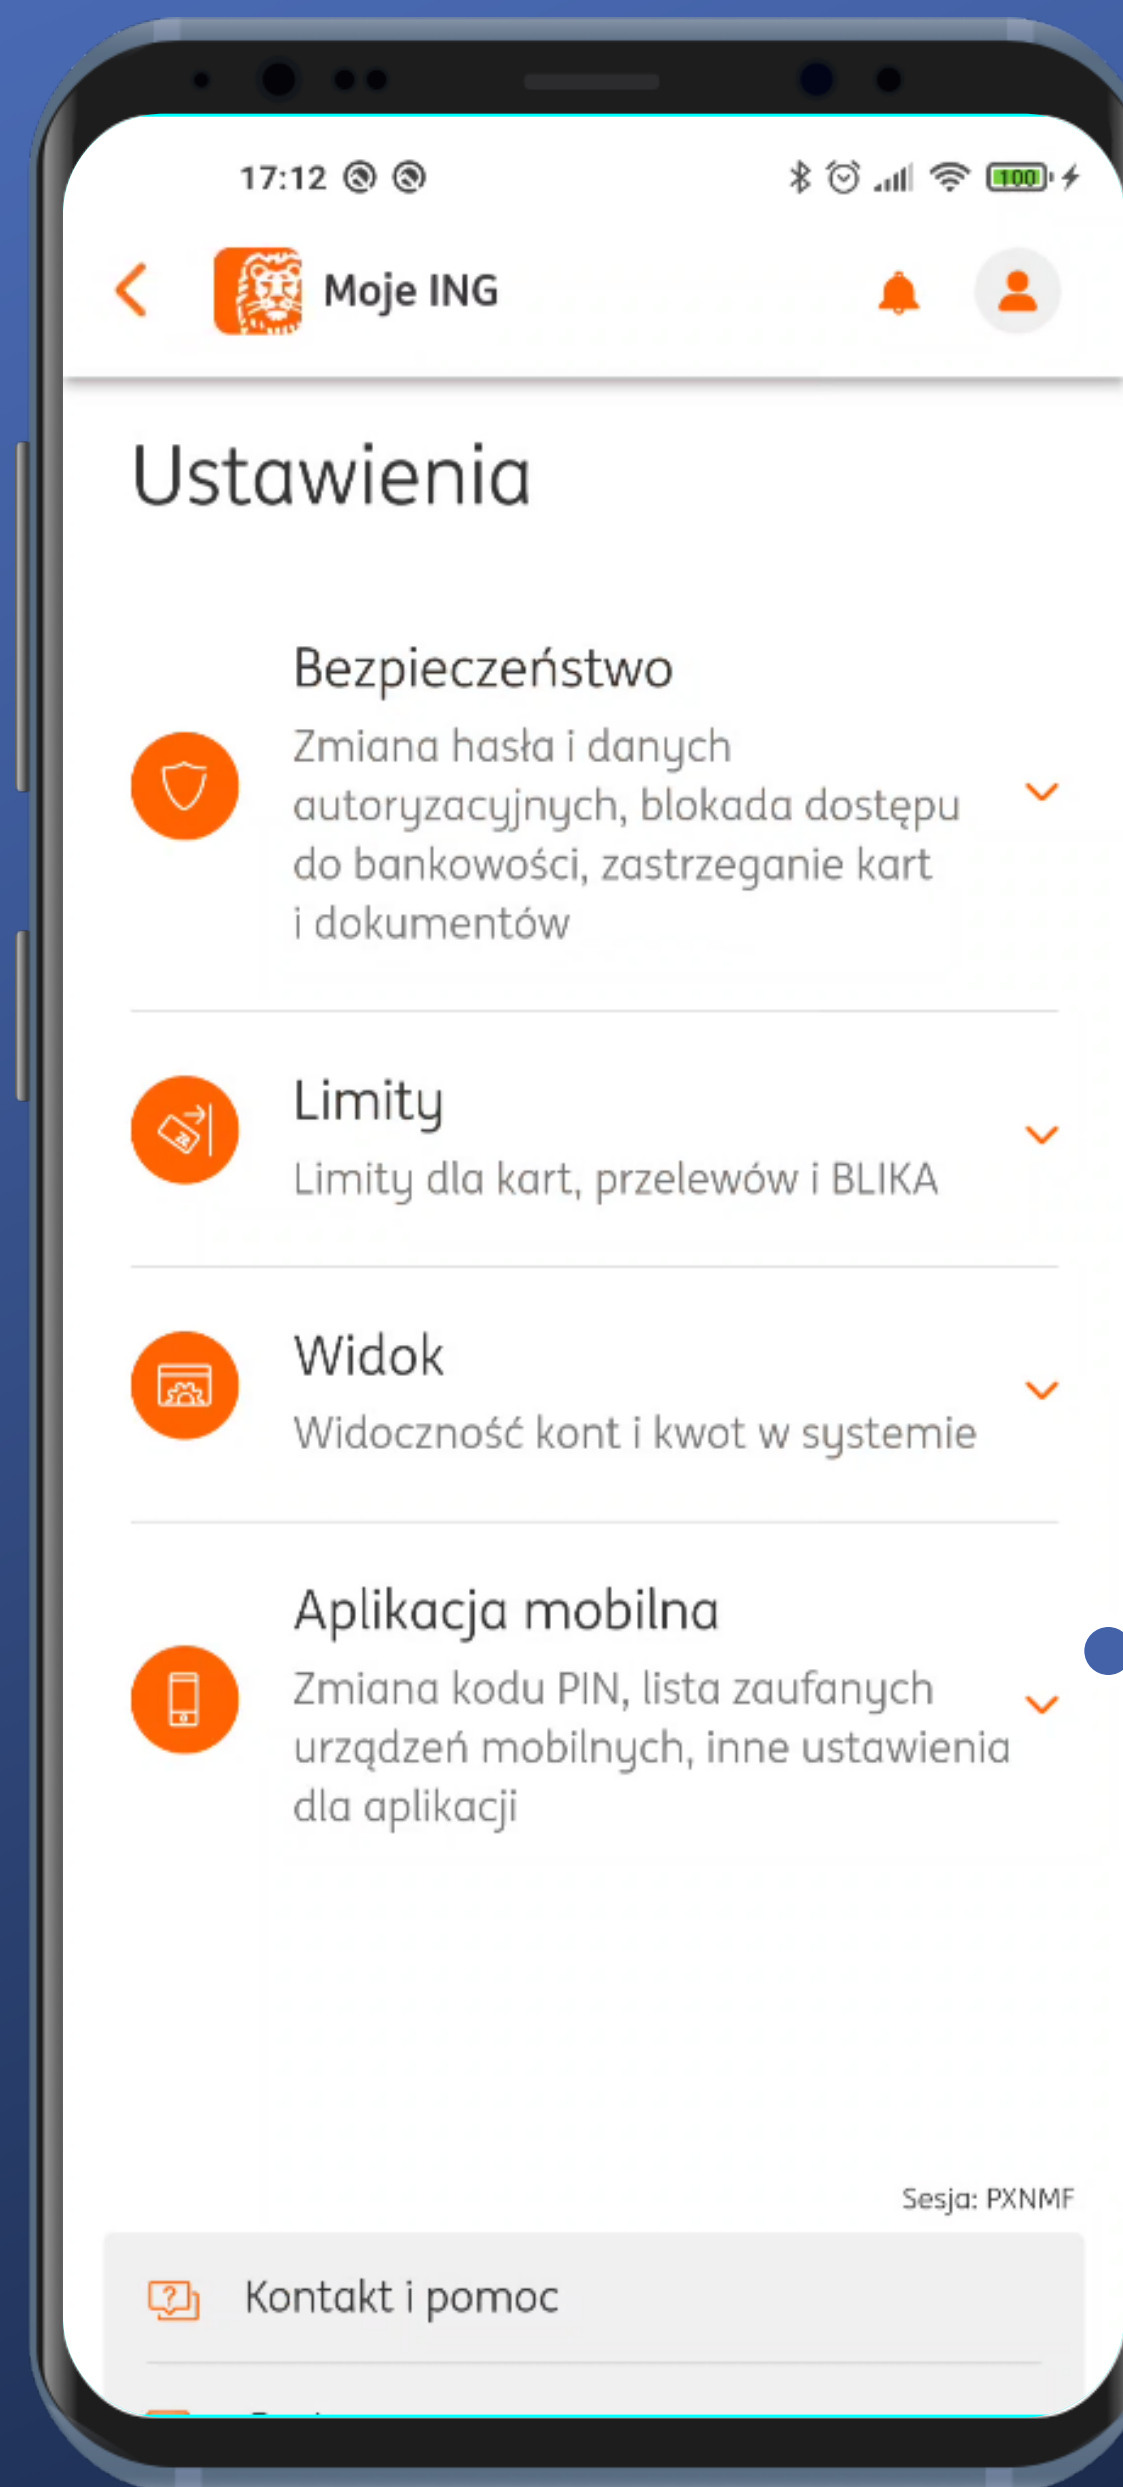 17:12
100
Moje ING
Ustawienia
Bezpieczeństwo
Zmiana hasła i danych
autoryzacyjnych, blokada dostępu
do bankowości, zastrzeganie kart
i dokumentów
Limity
Limity dla kart, przelewów i BLIKA
Widok
Widoczność kont i kwot w systemie
Aplikacja mobilna
Zmiana kodu PIN, lista zaufanych
urządzeń mobilnych, inne ustawienia
dla aplikacji
Sesja: PXNMF
Kontakt i pomoc